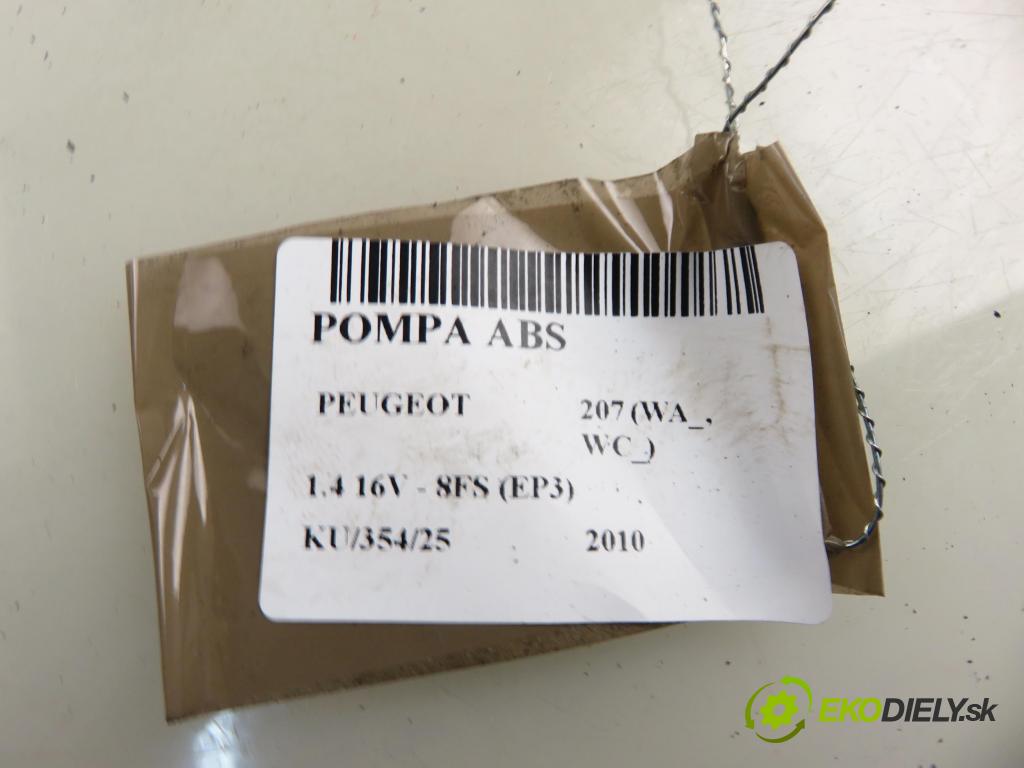 POMPA ABS
PEUGEOT 207 (WA_,
WC_)
1.4 16V - 8FS (EP3)
KU/354/25 2010
EKODIELY.sk